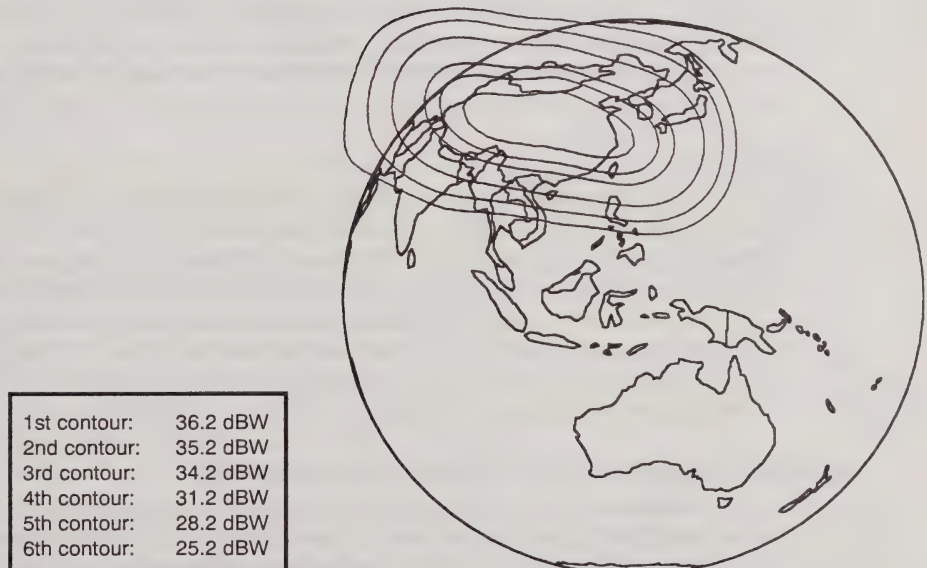 1st contour: 36.2 dBW
2nd contour: 35.2 dBW
3rd contour: 34.2 dBW
4th contour: 31.2 dBW
5th contour: 28.2 dBW
6th contour: 25.2 dBW